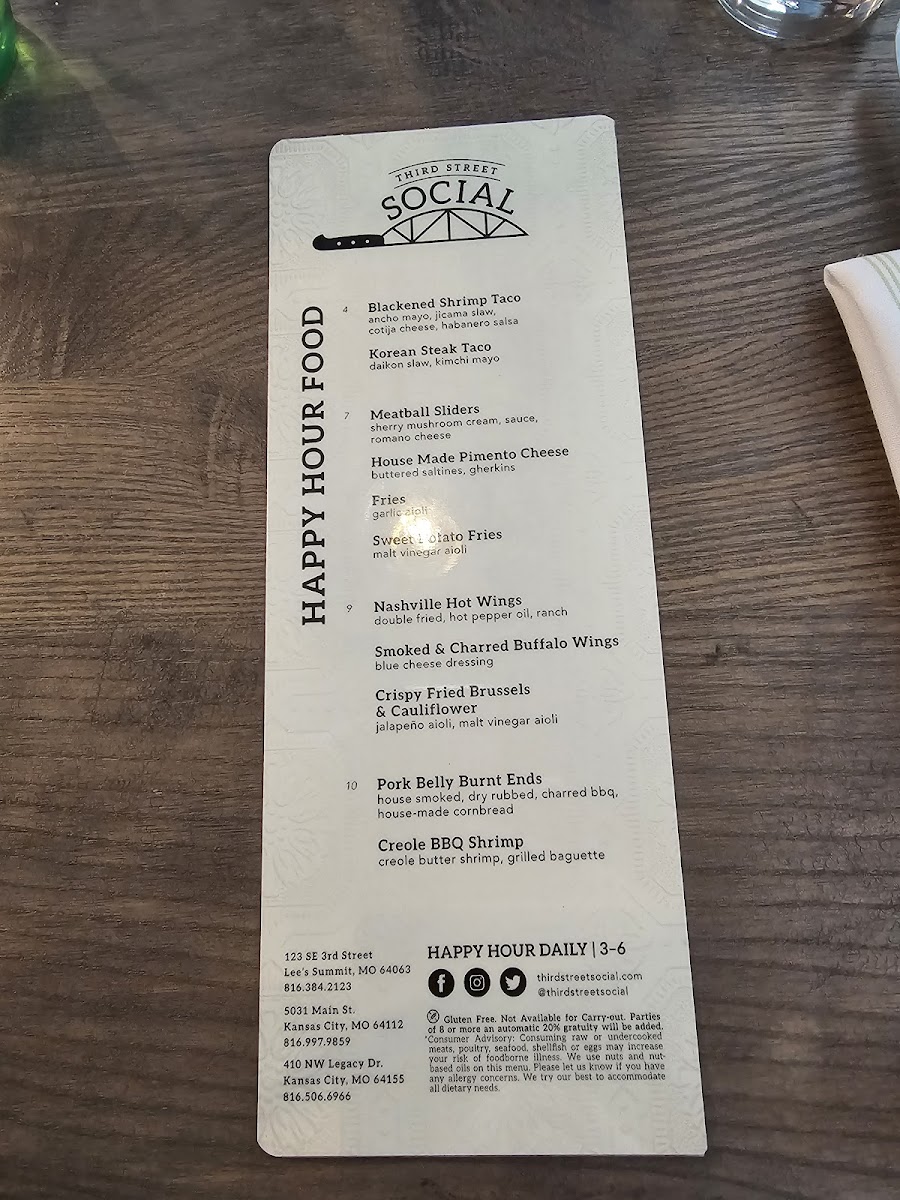 THIRD STREET
SOCIAL
HAPPY HOUR FOOD
4 Blackened Shrimp Taco
ancho mayo, jicama slaw,
cotija cheese, habanero salsa
Korean Steak Taco
daikon slaw, kimchi mayo
7 Meatball Sliders
sherry mushroom cream, sauce,
romano cheese
House Made Pimento Cheese
buttered saltines, gherkins
Fries
garlic aioli
Sweet Potato Fries
malt vinegar aioli
9 Nashville Hot Wings
double fried, hot pepper oil, ranch
Smoked & Charred Buffalo Wings
blue cheese dressing
Crispy Fried Brussels
& Cauliflower
jalapeño aioli, malt vinegar aioli
10 Pork Belly Burnt Ends
house smoked, dry rubbed, charred bbq,
house-made cornbread
Creole BBQ Shrimp
creole butter shrimp, grilled baguette
123 SE 3rd Street
Lee's Summit, MO 64063
816.384.2123
5031 Main St.
Kansas City, MO 64112
816.997.9859
410 NW Legacy Dr.
Kansas City, MO 64155
816.506.6966
HAPPY HOUR DAILY | 3-6
thirdstreetsocial.com
@thirdstreetsocial
Gluten Free. Not Available for Carry-out. Parties
of 8 or more an automatic 20% gratuity will be added.
*Consumer Advisory: Consuming raw or undercooked
meats, poultry, seafood, shellfish or eggs may increase
your risk of foodborne illness. We use nuts and nut-
based oils on this menu. Please let us know if you have
any allergy concerns. We try our best to accommodate
all dietary needs.